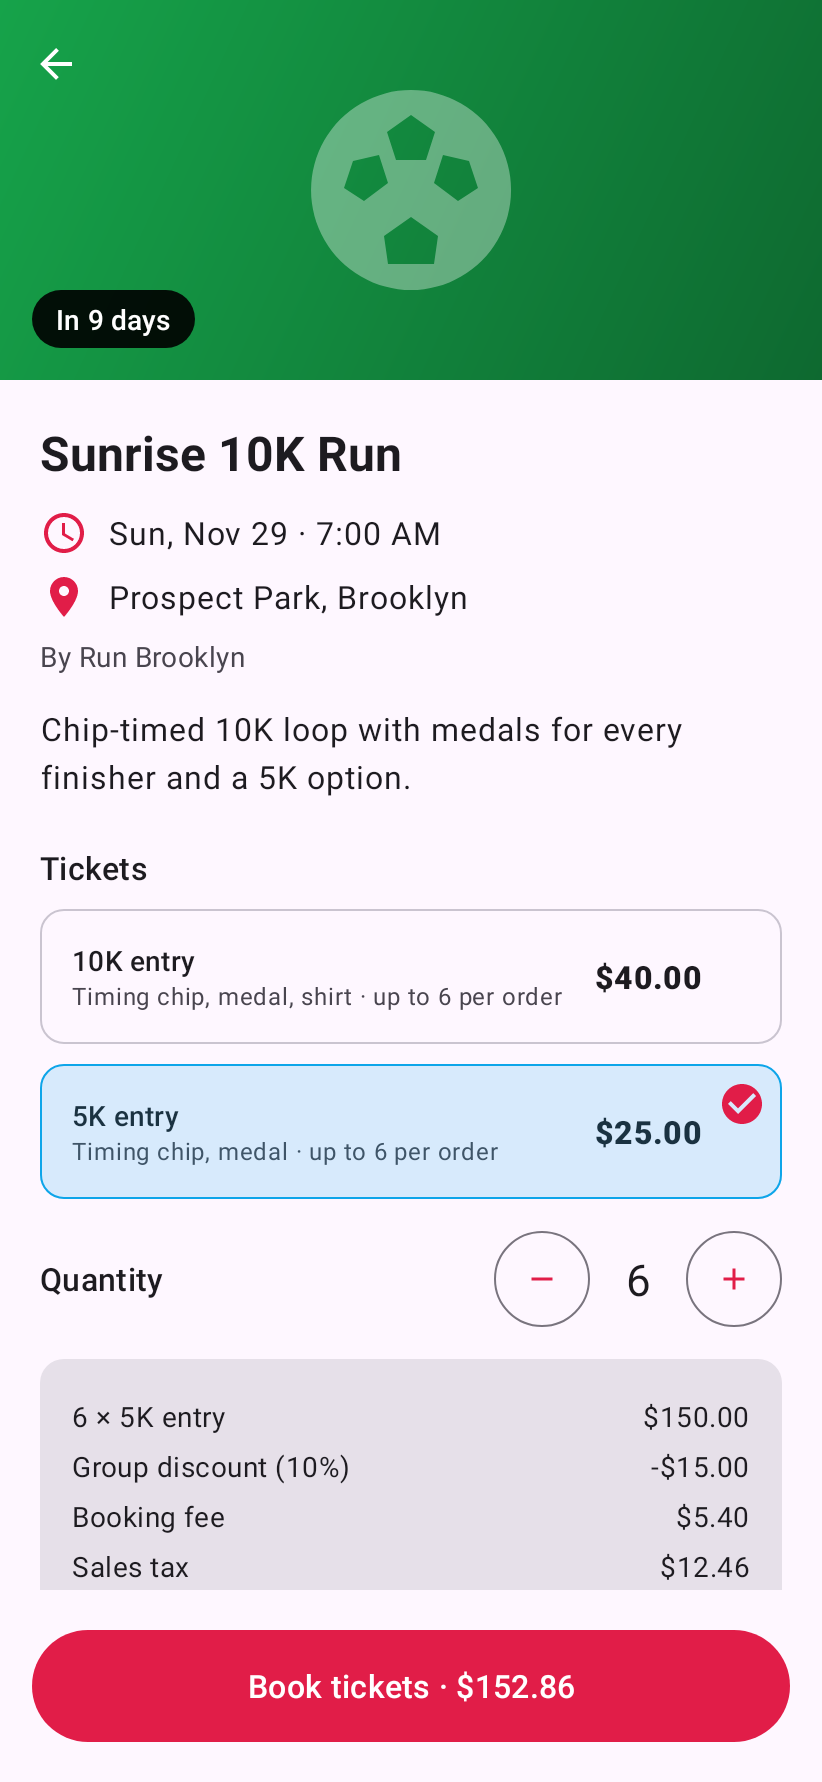 In 9 days
Sunrise 10K Run
Sun, Nov 29 · 7:00 AM
Prospect Park, Brooklyn
By Run Brooklyn
Chip-timed 10K loop with medals for every
finisher and a 5K option.
Tickets
10K entry
Timing chip, medal, shirt · up to 6 per order
$40.00
5K entry
Timing chip, medal · up to 6 per order
$25.00
Quantity
6
6 × 5K entry $150.00
Group discount (10%) -$15.00
Booking fee $5.40
Sales tax $12.46
Book tickets · $152.86